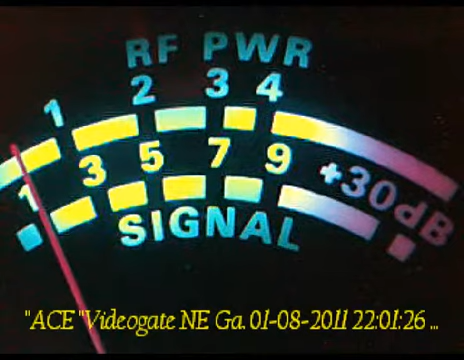 RF PWR
1 2 3 4
1 3 5 7 9 +30dB
SIGNAL
"ACE "Videogate NE Ga. 01-08-2011 22:01:26 ...